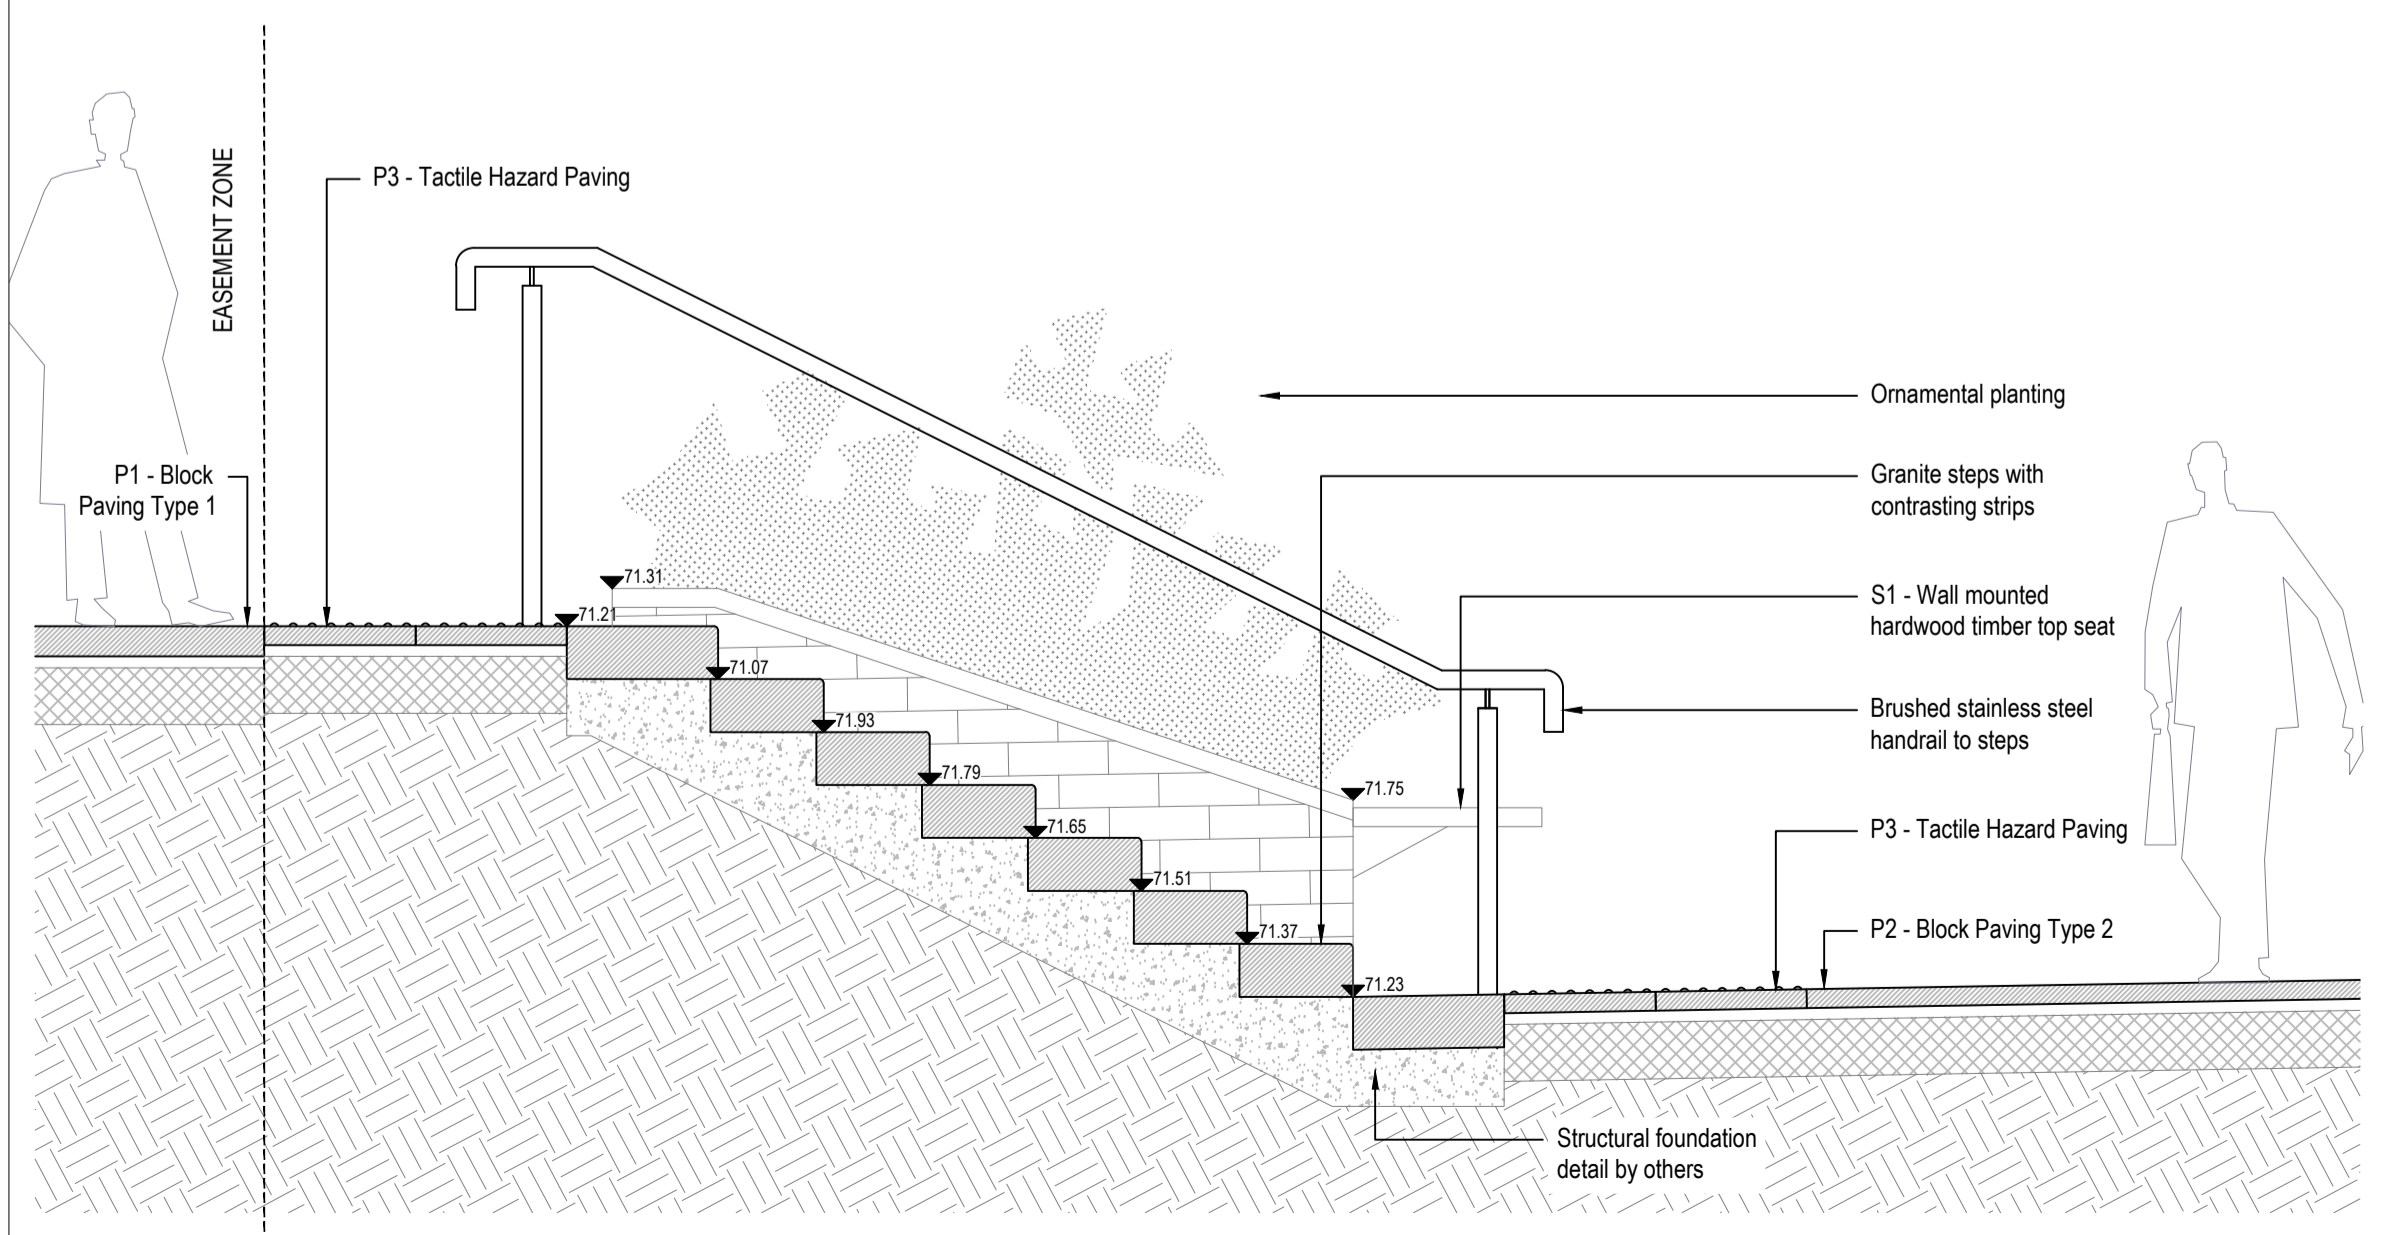 EASEMENT ZONE
P3 - Tactile Hazard Paving
P1 - Block
Paving Type 1
Ornamental planting
Granite steps with
contrasting strips
S1 - Wall mounted
hardwood timber top seat
Brushed stainless steel
handrail to steps
P3 - Tactile Hazard Paving
P2 - Block Paving Type 2
71.31
71.21
71.07
71.93
71.79
71.65
71.51
71.37
71.23
71.75
Structural foundation
detail by others